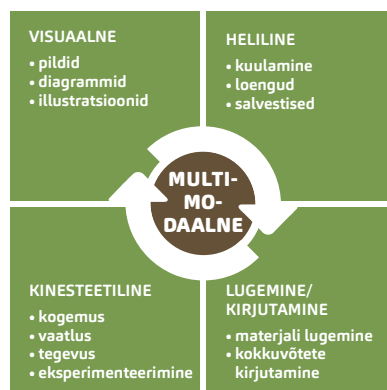 VISUAALNE
• pildid
• diagrammid
• illustratsioonid
HELILINE
• kuulamine
• loengud
• salvestised
MULTI-
MO-
DAALNE
KINESTEETILINE
• kogemus
• vaatlus
• tegevus
• eksperimenteerimine
LUGEMINE/
KIRJUTAMINE
• materjali lugemine
• kokkuvõtete
kirjutamine